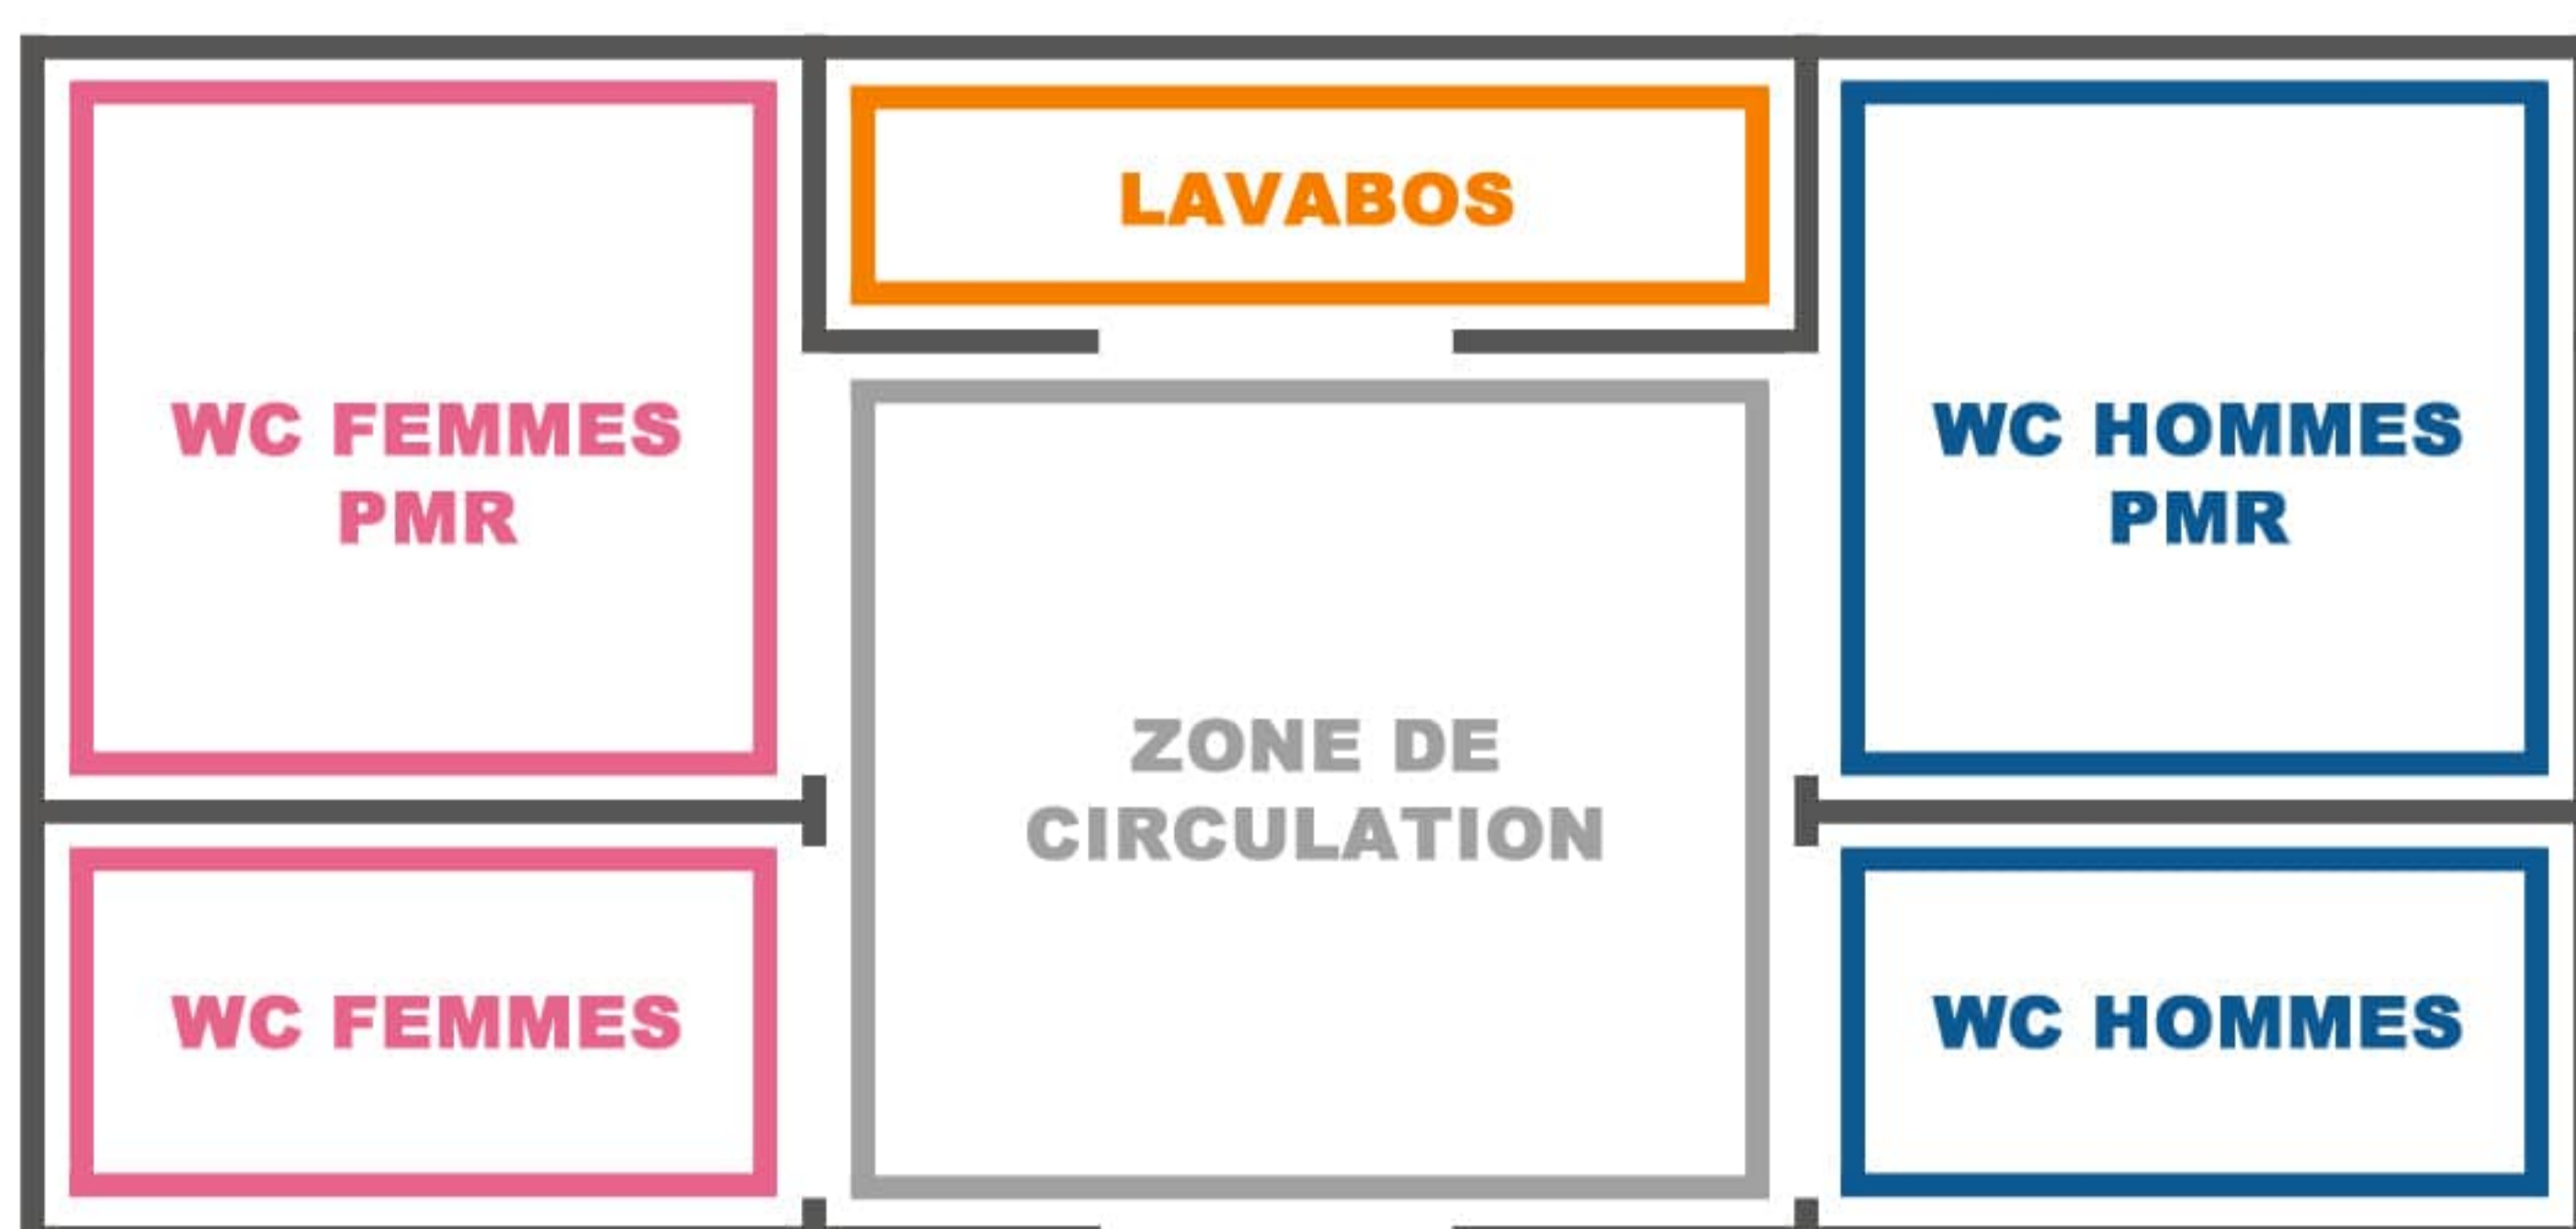 LAVABOS
WC FEMMES
PMR
WC HOMMES
PMR
ZONE DE
CIRCULATION
WC FEMMES
WC HOMMES